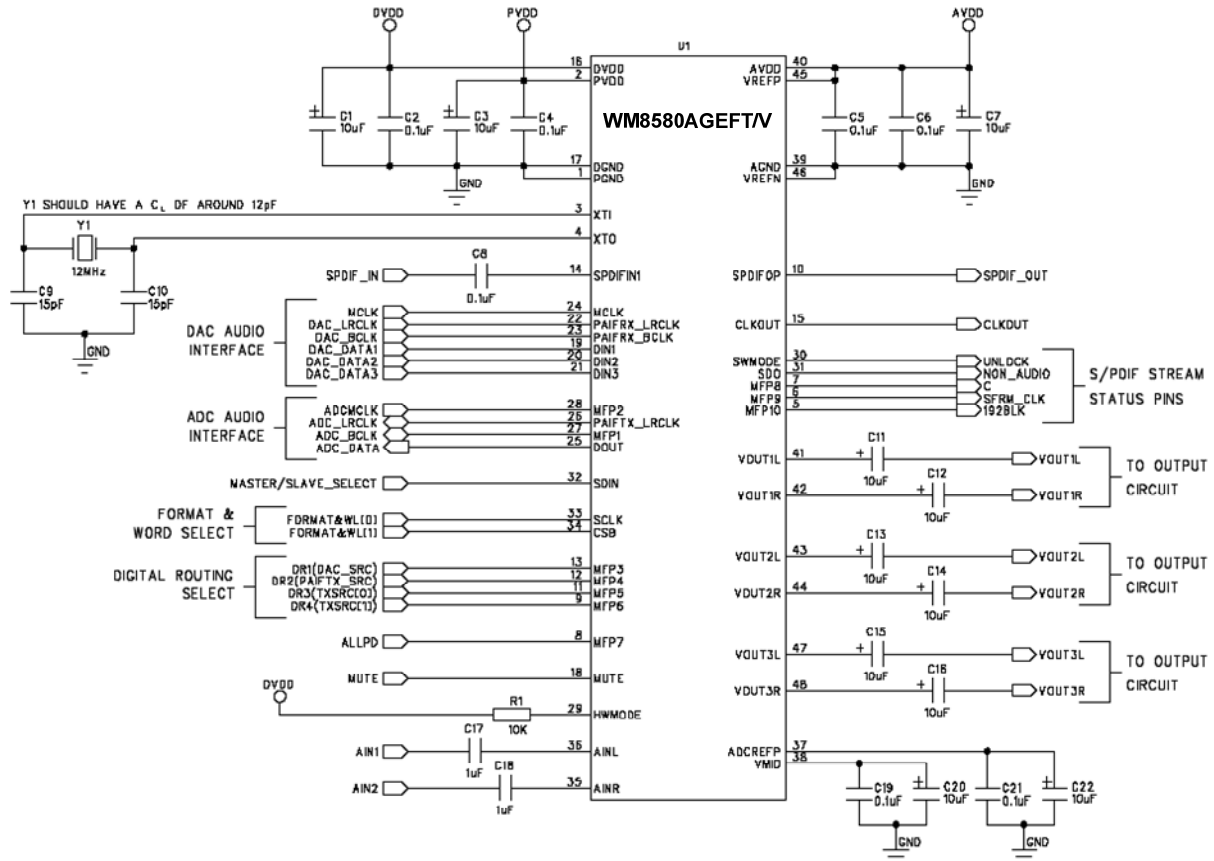 DVDD
PVDD
AVDD
U1
WM8580AGEFT/V
16 DVDD
2 PVDD
AVDD 40
VREFP 45
C1 10uF
C2 0.1uF
C3 10uF
C4 0.1uF
C5 0.1uF
C6 0.1uF
C7 10uF
17 DGND
1 PGND
AGND 39
VREFN 46
GND
GND
Y1 SHOULD HAVE A CL OF AROUND 12pF
3 XTI
Y1
12MHz
4 XTO
C9 15pF
C10 15pF
GND
SPDIF_IN
C8
0.1uF
14 SPDIFIN1
SPDIFOP 10 SPDIF_OUT
DAC AUDIO INTERFACE
MCLK 24 MCLK
DAC_LRCLK 22 PAIFRX_LRCLK
DAC_BCLK 23 PAIFRX_BCLK
DAC_DATA1 19 DIN1
DAC_DATA2 20 DIN2
DAC_DATA3 21 DIN3
CLKOUT 15 CLKOUT
SWMODE 30 UNLOCK
SDO 31 NON_AUDIO
MFP8 7 C
MFP9 6 SFRM_CLK
MFP10 5 192BLK
S/PDIF STREAM STATUS PINS
ADC AUDIO INTERFACE
ADCMCLK 28 MFP2
ADC_LRCLK 26 PAIFTX_LRCLK
ADC_BCLK 27 MFP1
ADC_DATA 25 DOUT
MASTER/SLAVE_SELECT 32 SDIN
FORMAT & WORD SELECT
FORMAT&WL[0] 33 SCLK
FORMAT&WL[1] 34 CSB
DIGITAL ROUTING SELECT
DR1(DAC_SRC) 13 MFP3
DR2(PAIFTX_SRC) 12 MFP4
DR3(TXSRC[0]) 11 MFP5
DR4(TXSRC[1]) 9 MFP6
ALLPD 8 MFP7
MUTE 18 MUTE
DVDD
R1
10K
29 HWMODE
AIN1
C17
1uF
36 AINL
AIN2
C18
1uF
35 AINR
VOUT1L 41 + C11 10uF VOUT1L
VOUT1R 42 + C12 10uF VOUT1R
TO OUTPUT CIRCUIT
VOUT2L 43 + C13 10uF VOUT2L
VOUT2R 44 + C14 10uF VOUT2R
TO OUTPUT CIRCUIT
VOUT3L 47 + C15 10uF VOUT3L
VOUT3R 48 + C16 10uF VOUT3R
TO OUTPUT CIRCUIT
ADCREFP 37
VMID 38
C19 0.1uF
C20 10uF
C21 0.1uF
C22 10uF
GND
GND